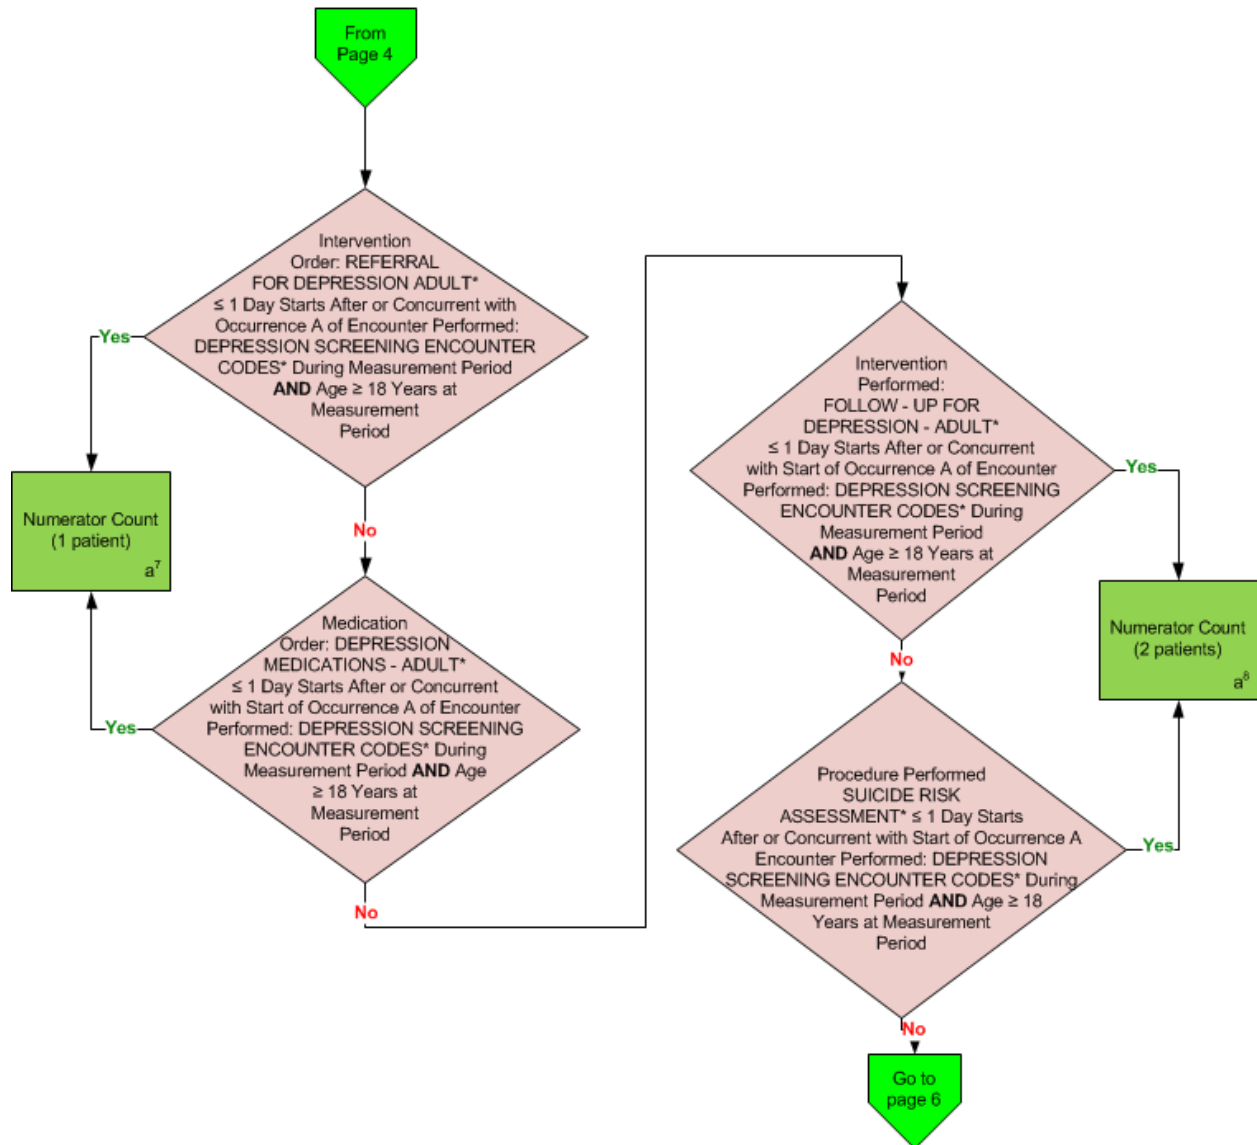 From
Page 4
Intervention
Order: REFERRAL
FOR DEPRESSION ADULT*
≤ 1 Day Starts After or Concurrent with
Occurrence A of Encounter Performed:
DEPRESSION SCREENING ENCOUNTER
CODES* During Measurement Period
AND Age ≥ 18 Years at
Measurement
Period
Yes
No
Numerator Count
(1 patient)
a⁷
Medication
Order: DEPRESSION
MEDICATIONS - ADULT*
≤ 1 Day Starts After or Concurrent
with Start of Occurrence A of Encounter
Performed: DEPRESSION SCREENING
ENCOUNTER CODES* During
Measurement Period AND Age
≥ 18 Years at
Measurement
Period
Yes
No
Intervention
Performed:
FOLLOW - UP FOR
DEPRESSION - ADULT*
≤ 1 Day Starts After or Concurrent
with Start of Occurrence A of Encounter
Performed: DEPRESSION SCREENING
ENCOUNTER CODES* During
Measurement Period
AND Age ≥ 18 Years at
Measurement
Period
Yes
No
Numerator Count
(2 patients)
a⁸
Procedure Performed
SUICIDE RISK
ASSESSMENT* ≤ 1 Day Starts
After or Concurrent with Start of Occurrence A
Encounter Performed: DEPRESSION
SCREENING ENCOUNTER CODES* During
Measurement Period AND Age ≥ 18
Years at Measurement
Period
Yes
No
Go to
page 6